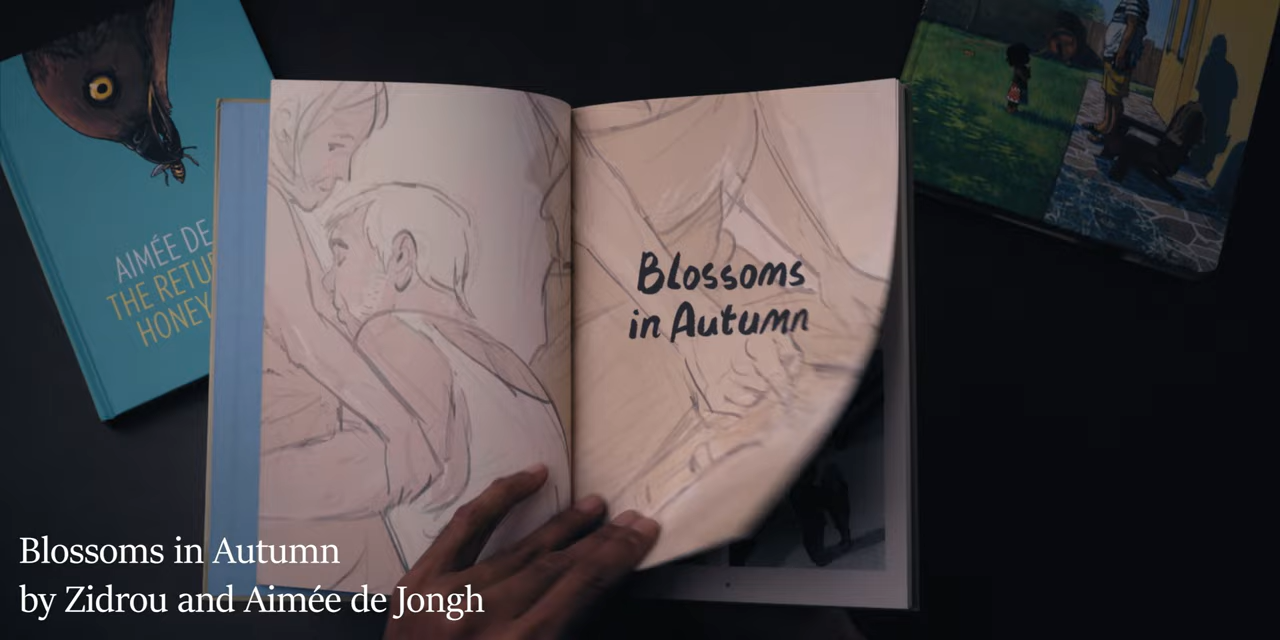 AIMÉE DE
THE RETU
HONEY
Blossoms
in Autumn
Blossoms in Autumn
by Zidrou and Aimée de Jongh